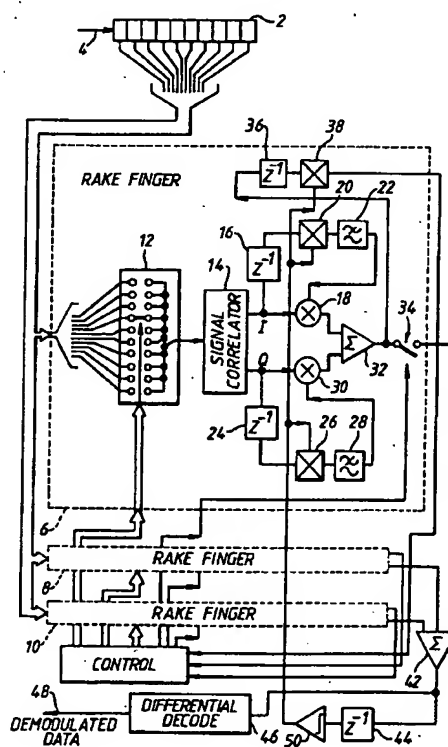 2
4
36
38
RAKE FINGER
20
22
Z⁻¹
12
16
14
Z⁻¹
Z⁻¹
18
34
SIGNAL CORRELATOR
I
Σ
Q
30
32
24
26
28
Z⁻¹
6
RAKE FINGER
8
RAKE FINGER
10
Σ
CONTROL
42
48
DIFFERENTIAL DECODE
Z⁻¹
DEMODULATED DATA
46
50
44